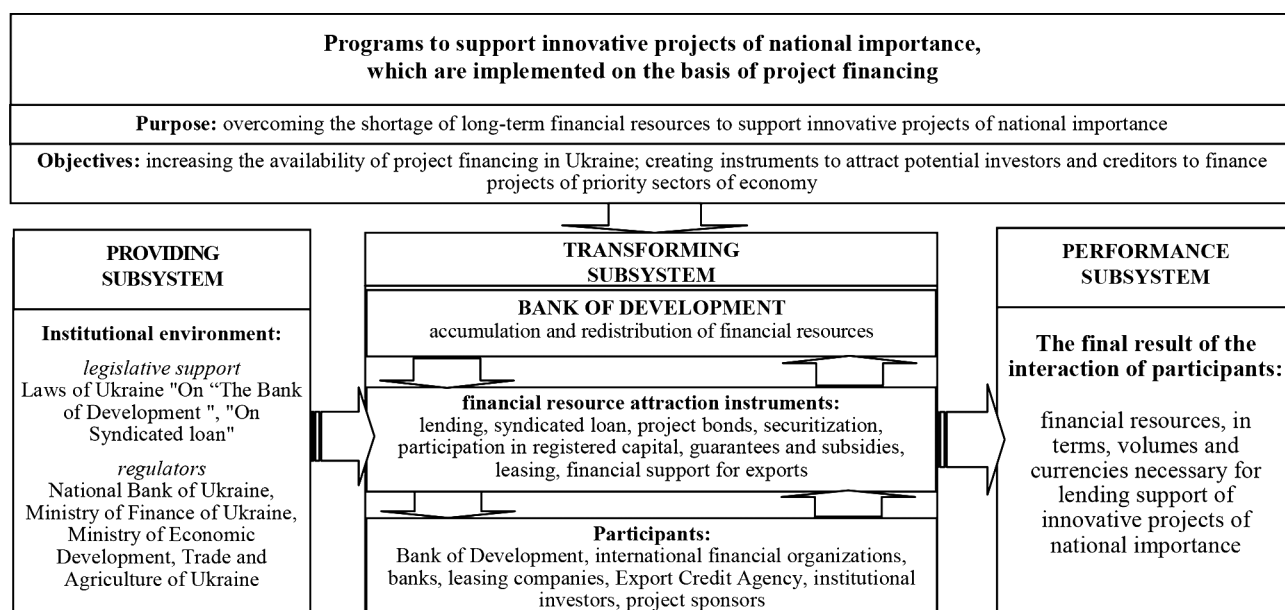 Programs to support innovative projects of national importance,
which are implemented on the basis of project financing
Purpose: overcoming the shortage of long-term financial resources to support innovative projects of national importance
Objectives: increasing the availability of project financing in Ukraine; creating instruments to attract potential investors and creditors to finance
projects of priority sectors of economy
PROVIDING
SUBSYSTEM
Institutional environment:
legislative support
Laws of Ukraine "On “The Bank
of Development ", "On
Syndicated loan"
regulators
National Bank of Ukraine,
Ministry of Finance of Ukraine,
Ministry of Economic
Development, Trade and
Agriculture of Ukraine
TRANSFORMING
SUBSYSTEM
BANK OF DEVELOPMENT
accumulation and redistribution of financial resources
financial resource attraction instruments:
lending, syndicated loan, project bonds, securitization,
participation in registered capital, guarantees and subsidies,
leasing, financial support for exports
Participants:
Bank of Development, international financial organizations,
banks, leasing companies, Export Credit Agency, institutional
investors, project sponsors
PERFORMANCE
SUBSYSTEM
The final result of the
interaction of participants:
financial resources, in
terms, volumes and
currencies necessary for
lending support of
innovative projects of
national importance